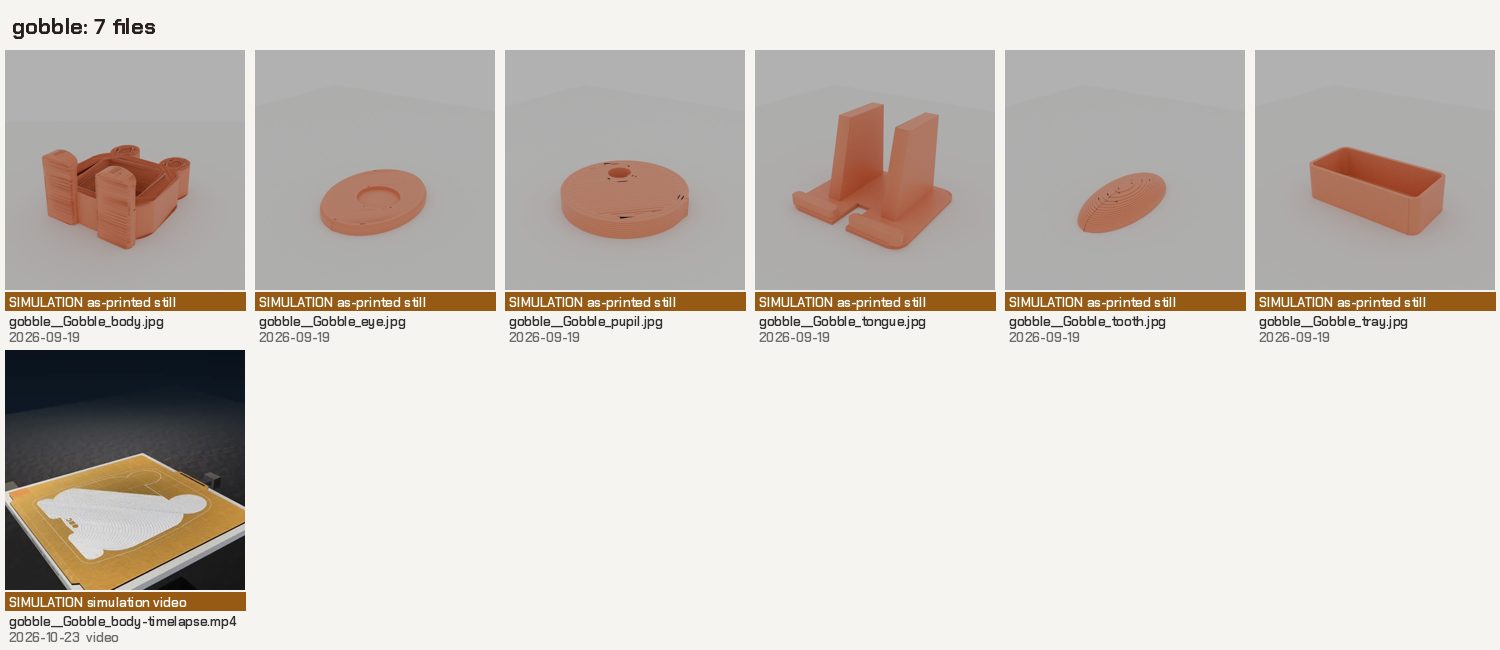 gobble: 7 files
SIMULATION as-printed still
gobble__Gobble_body.jpg
2026-09-19
SIMULATION as-printed still
gobble__Gobble_eye.jpg
2026-09-19
SIMULATION as-printed still
gobble__Gobble_pupil.jpg
2026-09-19
SIMULATION as-printed still
gobble__Gobble_tongue.jpg
2026-09-19
SIMULATION as-printed still
gobble__Gobble_tooth.jpg
2026-09-19
SIMULATION as-printed still
gobble__Gobble_tray.jpg
2026-09-19
SIMULATION simulation video
gobble__Gobble_body-timelapse.mp4
2026-10-23 video